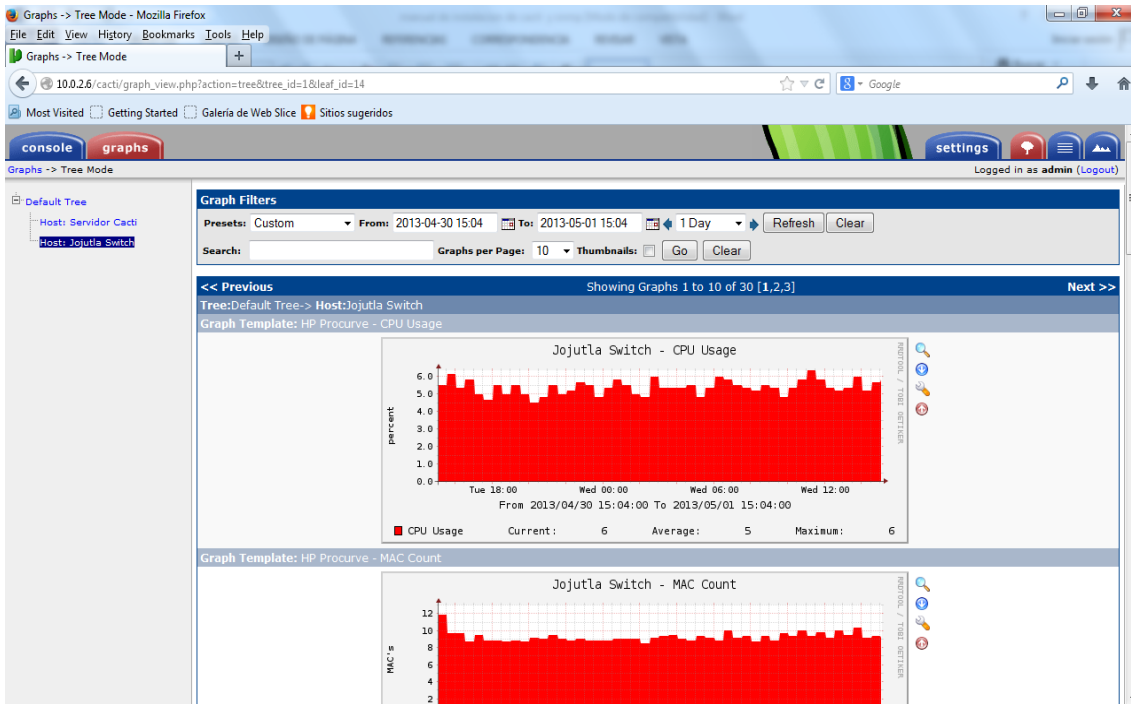 Graphs -> Tree Mode - Mozilla Firefox
File Edit View History Bookmarks Tools Help
Graphs -> Tree Mode +
10.0.2.6/cacti/graph_view.php?action=tree&tree_id=1&leaf_id=14
8 Google
Most Visited Getting Started Galería de Web Slice Sitios sugeridos
console graphs settings
Graphs -> Tree Mode Logged in as admin (Logout)
Default Tree
Host: Servidor Cacti
Host: Jojutla Switch
Graph Filters
Presets: Custom From: 2013-04-30 15:04 To: 2013-05-01 15:04 1 Day Refresh Clear
Search: Graphs per Page: 10 Thumbnails: Go Clear
<< Previous Showing Graphs 1 to 10 of 30 [1,2,3] Next >>
Tree:Default Tree-> Host:Jojutla Switch
Graph Template: HP Procurve - CPU Usage
Jojutla Switch - CPU Usage
RRDTOOL / TOBI OETIKER
percent
6.0
5.0
4.0
3.0
2.0
1.0
0.0
Tue 18:00 Wed 00:00 Wed 06:00 Wed 12:00
From 2013/04/30 15:04:00 To 2013/05/01 15:04:00
CPU Usage Current: 6 Average: 5 Maximum: 6
Graph Template: HP Procurve - MAC Count
Jojutla Switch - MAC Count
RRDTOOL / TOBI OETIKER
MAC's
12
10
8
6
4
2